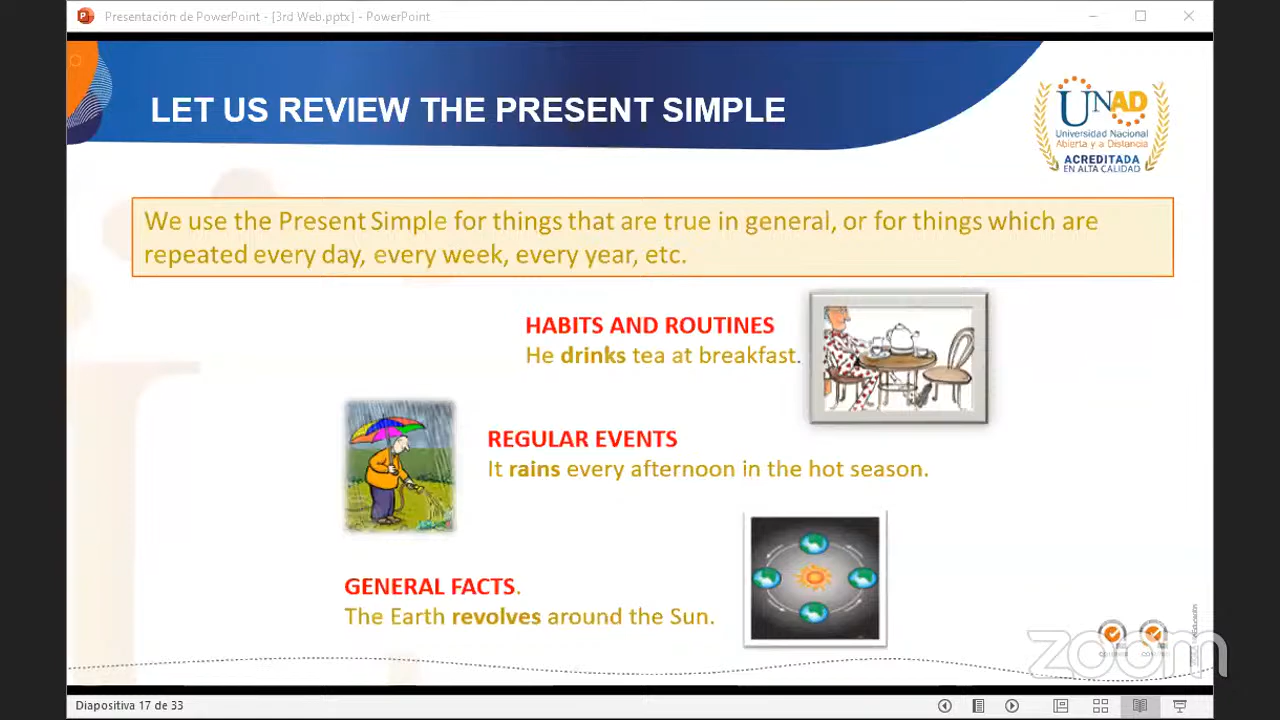 Presentación de PowerPoint - [3rd Web.pptx] - PowerPoint
LET US REVIEW THE PRESENT SIMPLE
UNAD
Universidad Nacional
Abierta y a Distancia
ACREDITADA
EN ALTA CALIDAD
We use the Present Simple for things that are true in general, or for things which are
repeated every day, every week, every year, etc.
HABITS AND ROUTINES
He drinks tea at breakfast.
REGULAR EVENTS
It rains every afternoon in the hot season.
GENERAL FACTS.
The Earth revolves around the Sun.
zoom
Diapositiva 17 de 33